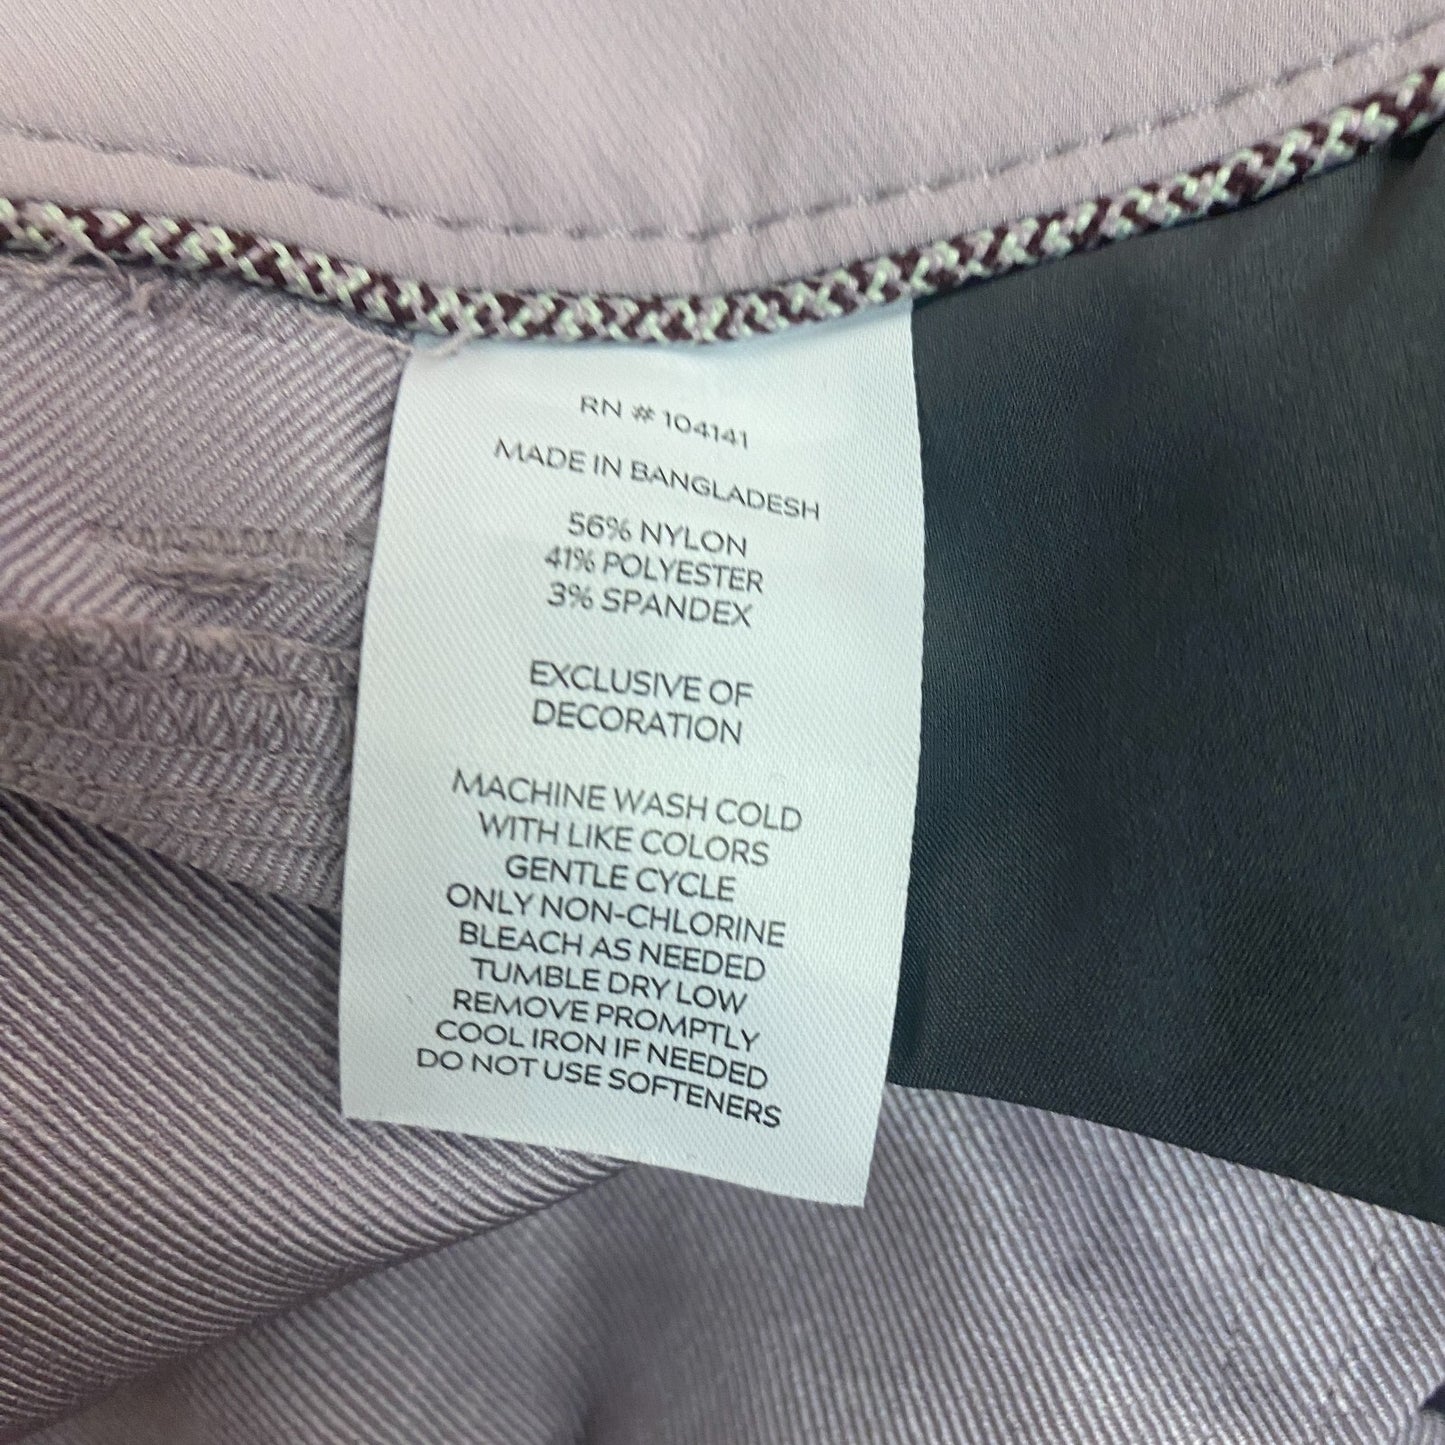 RN # 104141
MADE IN BANGLADESH
56% NYLON
41% POLYESTER
3% SPANDEX
EXCLUSIVE OF
DECORATION
MACHINE WASH COLD
WITH LIKE COLORS
GENTLE CYCLE
ONLY NON-CHLORINE
BLEACH AS NEEDED
TUMBLE DRY LOW
REMOVE PROMPTLY
COOL IRON IF NEEDED
DO NOT USE SOFTENERS